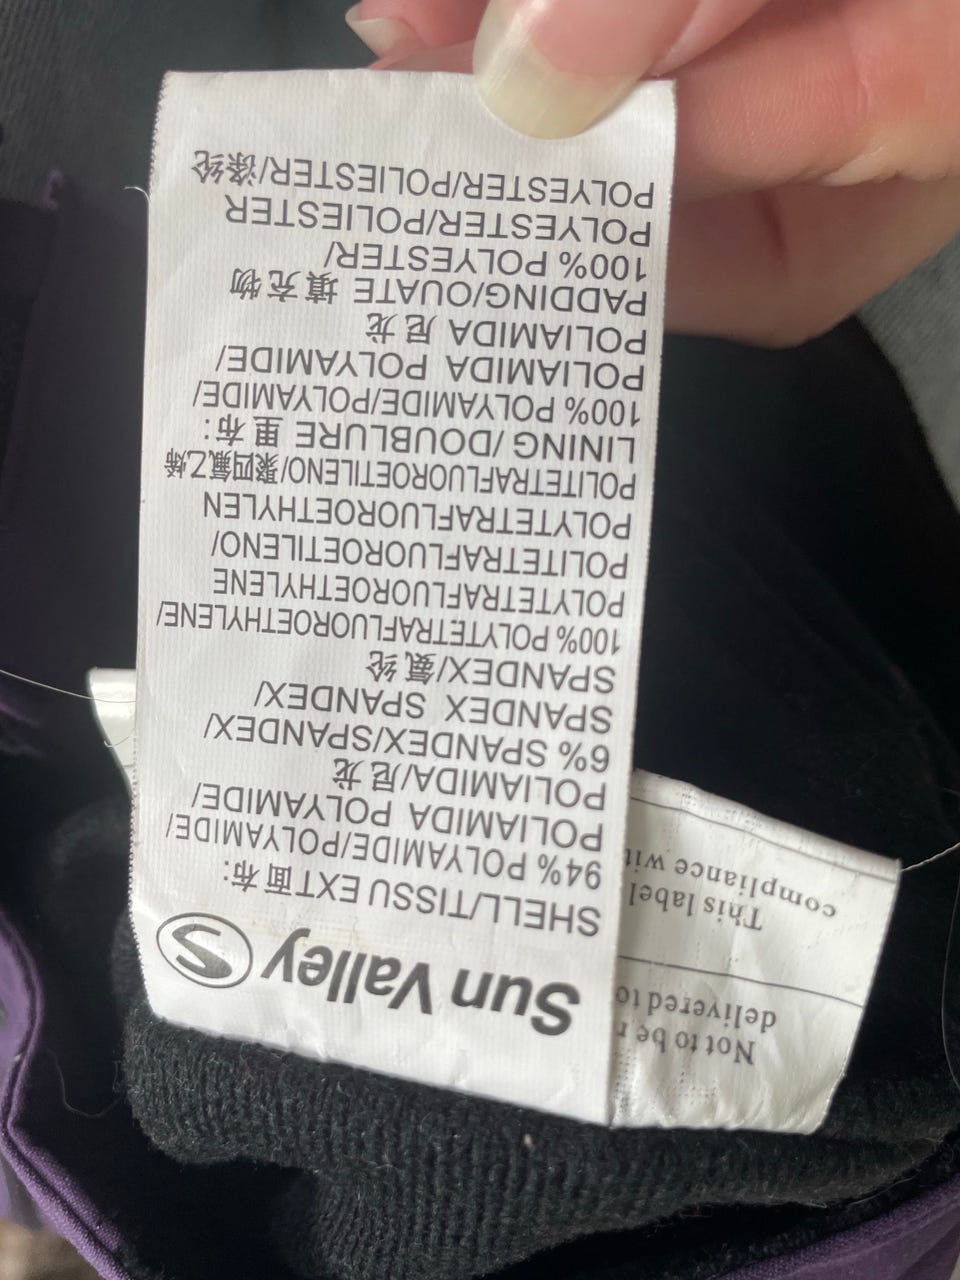 Sun Valley S
SHELL/TISSU EXT面布:
94% POLYAMIDE/POLYAMIDE/
POLIAMIDA POLYAMIDE/
POLIAMIDA/尼龙
6% SPANDEX/SPANDEX/
SPANDEX SPANDEX/
SPANDEX/氨纶
100% POLYTETRAFLUOROETHYLENE/
POLYTETRAFLUOROETHYLENE
POLITETRAFLUOROETILENO/
POLYTETRAFLUOROETHYLEN
POLITETRAFLUOROETILENO/聚四氟乙烯
LINING/DOUBLURE 里布:
100% POLYAMIDE/POLYAMIDE/
POLIAMIDA POLYAMIDE/
POLIAMIDA 尼龙
PADDING/OUATE 填充物
100% POLYESTER/
POLYESTER/POLIESTER
POLYESTER/POLIESTER/涤纶
Not to be r
delivered to
This label
compliance wit